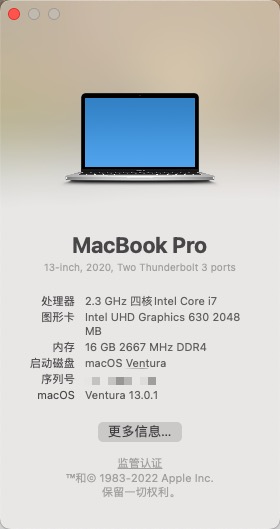 MacBook Pro
13-inch, 2020, Two Thunderbolt 3 ports
处理器 2.3 GHz 四核Intel Core i7
图形卡 Intel UHD Graphics 630 2048
MB
内存 16 GB 2667 MHz DDR4
启动磁盘 macOS Ventura
序列号
macOS Ventura 13.0.1
更多信息...
监管认证
™和© 1983-2022 Apple Inc.
保留一切权利。